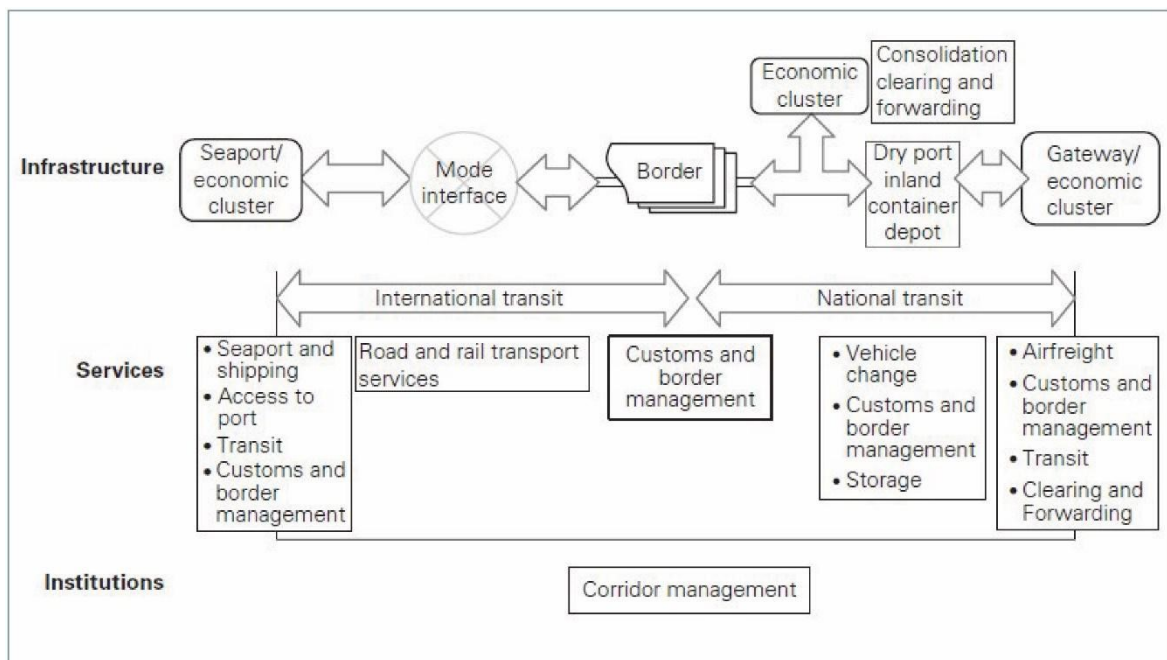 Economic
cluster
Consolidation
clearing and
forwarding
Infrastructure
Seaport/
economic
cluster
Mode
interface
Border
Dry port
inland
container
depot
Gateway/
economic
cluster
International transit
National transit
Services
• Seaport and
shipping
• Access to
port
• Transit
• Customs and
border
management
Road and rail transport
services
Customs and
border
management
• Vehicle
change
• Customs and
border
management
• Storage
• Airfreight
• Customs and
border
management
• Transit
• Clearing and
Forwarding
Institutions
Corridor management